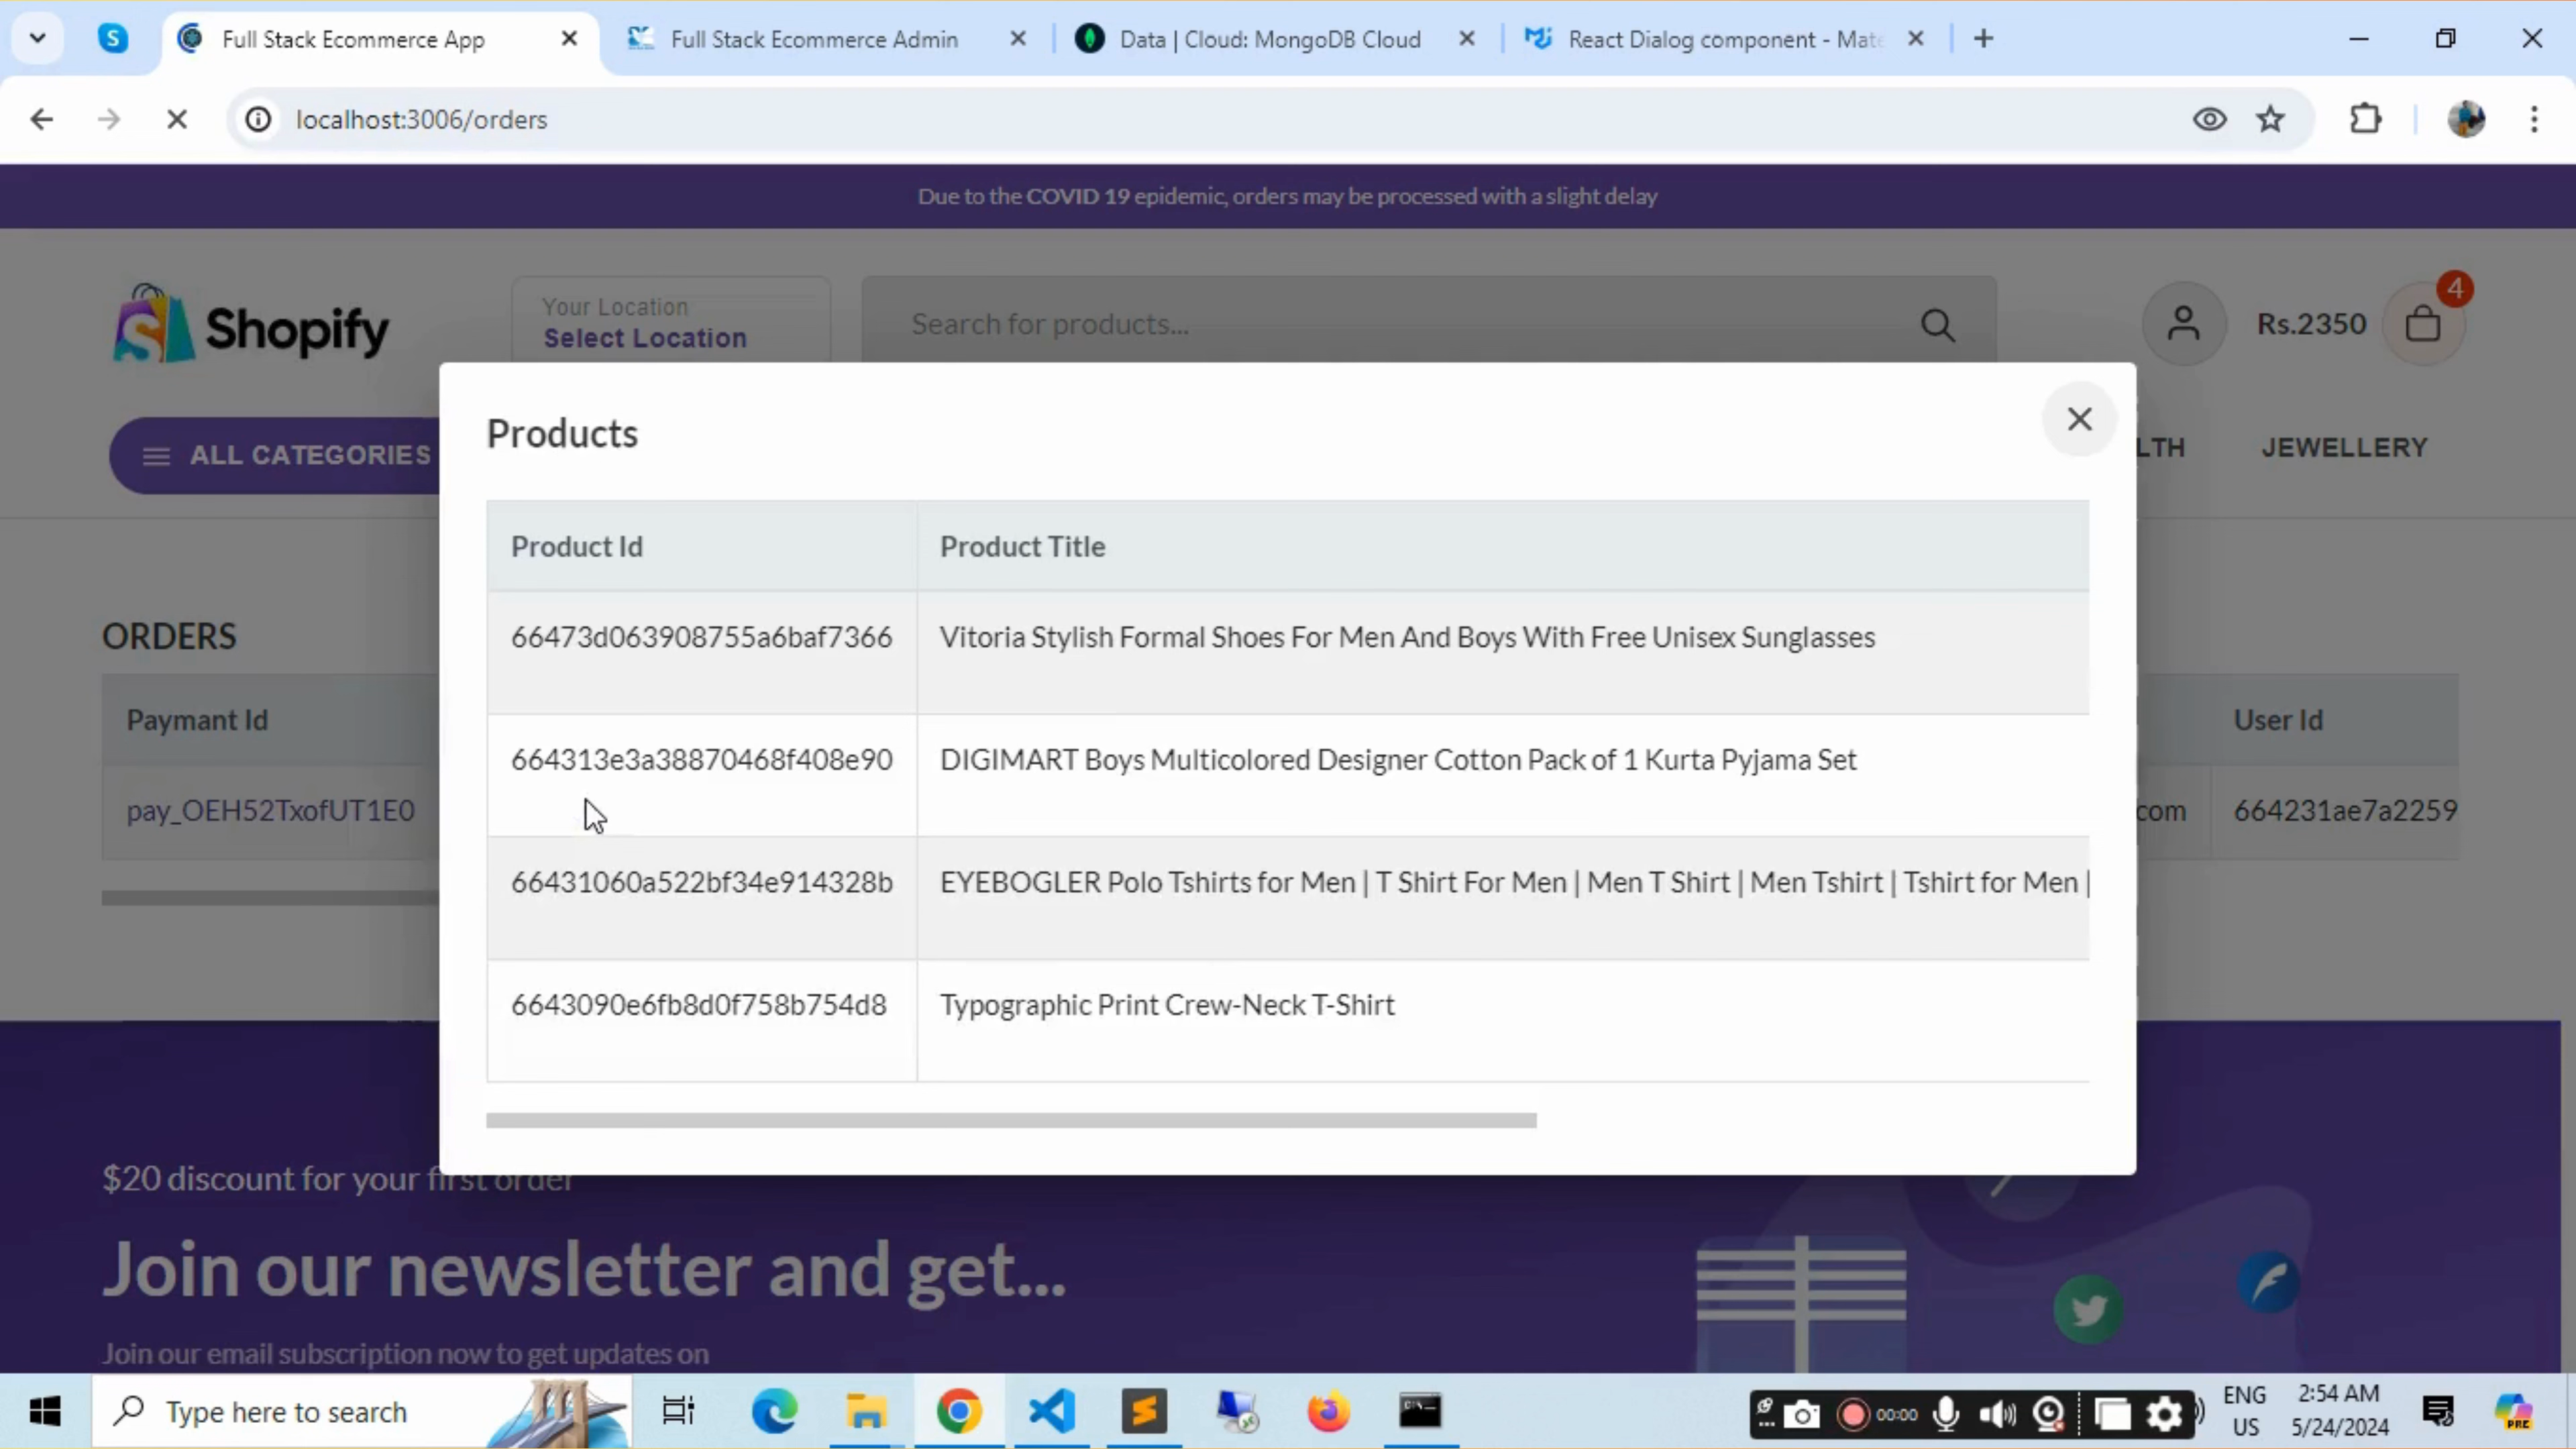 Full Stack Ecommerce App
Full Stack Ecommerce Admin
Data | Cloud: MongoDB Cloud
React Dialog component - Mate
localhost:3006/orders
Due to the COVID 19 epidemic, orders may be processed with a slight delay
Shopify
Your Location
Select Location
Search for products...
Rs.2350
4
ALL CATEGORIES
LTH
JEWELLERY
Products
Product Id
Product Title
66473d063908755a6baf7366
Vitoria Stylish Formal Shoes For Men And Boys With Free Unisex Sunglasses
664313e3a38870468f408e90
DIGIMART Boys Multicolored Designer Cotton Pack of 1 Kurta Pyjama Set
66431060a522bf34e914328b
EYEBOGLER Polo Tshirts for Men | T Shirt For Men | Men T Shirt | Men Tshirt | Tshirt for Men |
6643090e6fb8d0f758b754d8
Typographic Print Crew-Neck T-Shirt
ORDERS
Paymant Id
User Id
pay_OEH52TxofUT1E0
com
664231ae7a2259
$20 discount for your first order
Join our newsletter and get...
Join our email subscription now to get updates on
Type here to search
00:00
ENG
US
2:54 AM
5/24/2024
PRE